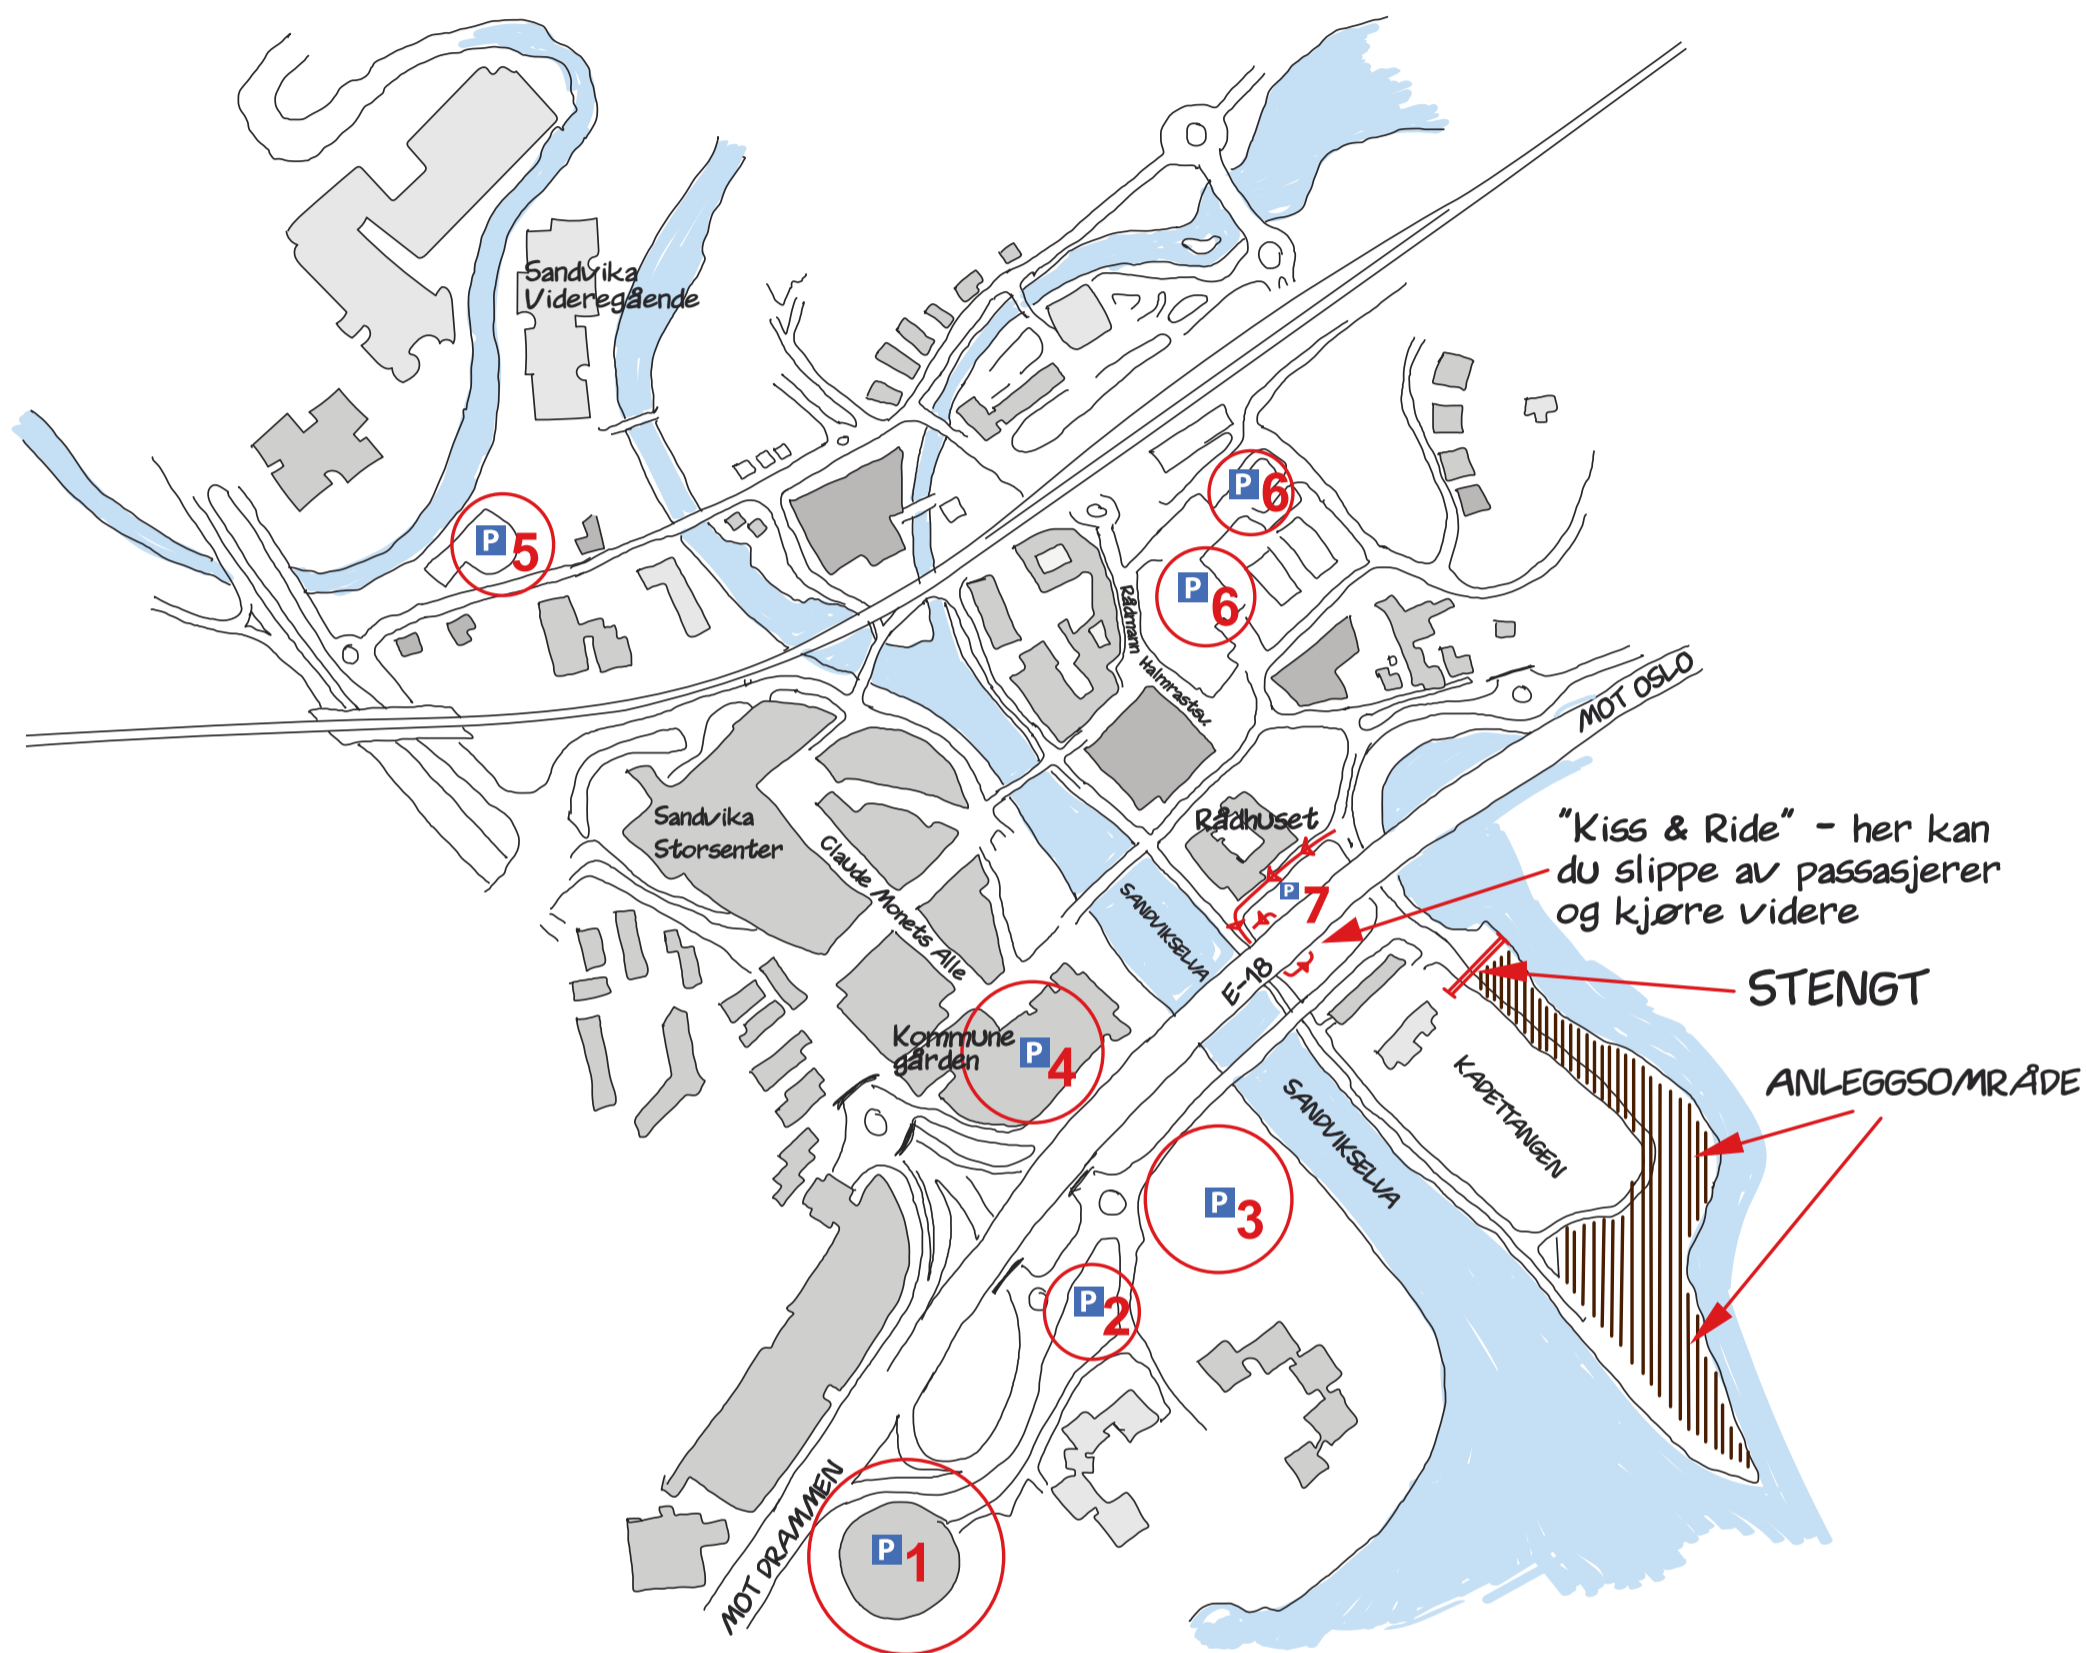 Sandvika
Videregående
P 5
P 6
P 6
Rådmann Halmrastsv.
MOT OSLO
Sandvika
Storsenter
Claude Monets Alle
Rådhuset
P 7
"Kiss & Ride" - her kan
du slippe av passasjerer
og kjøre videre
SANDVIKSELVA
E-18
STENGT
Kommune
gården
P 4
KADETTANGEN
ANLEGGSOMRÅDE
SANDVIKSELVA
P 3
P 2
MOT DRAMMEN
P 1